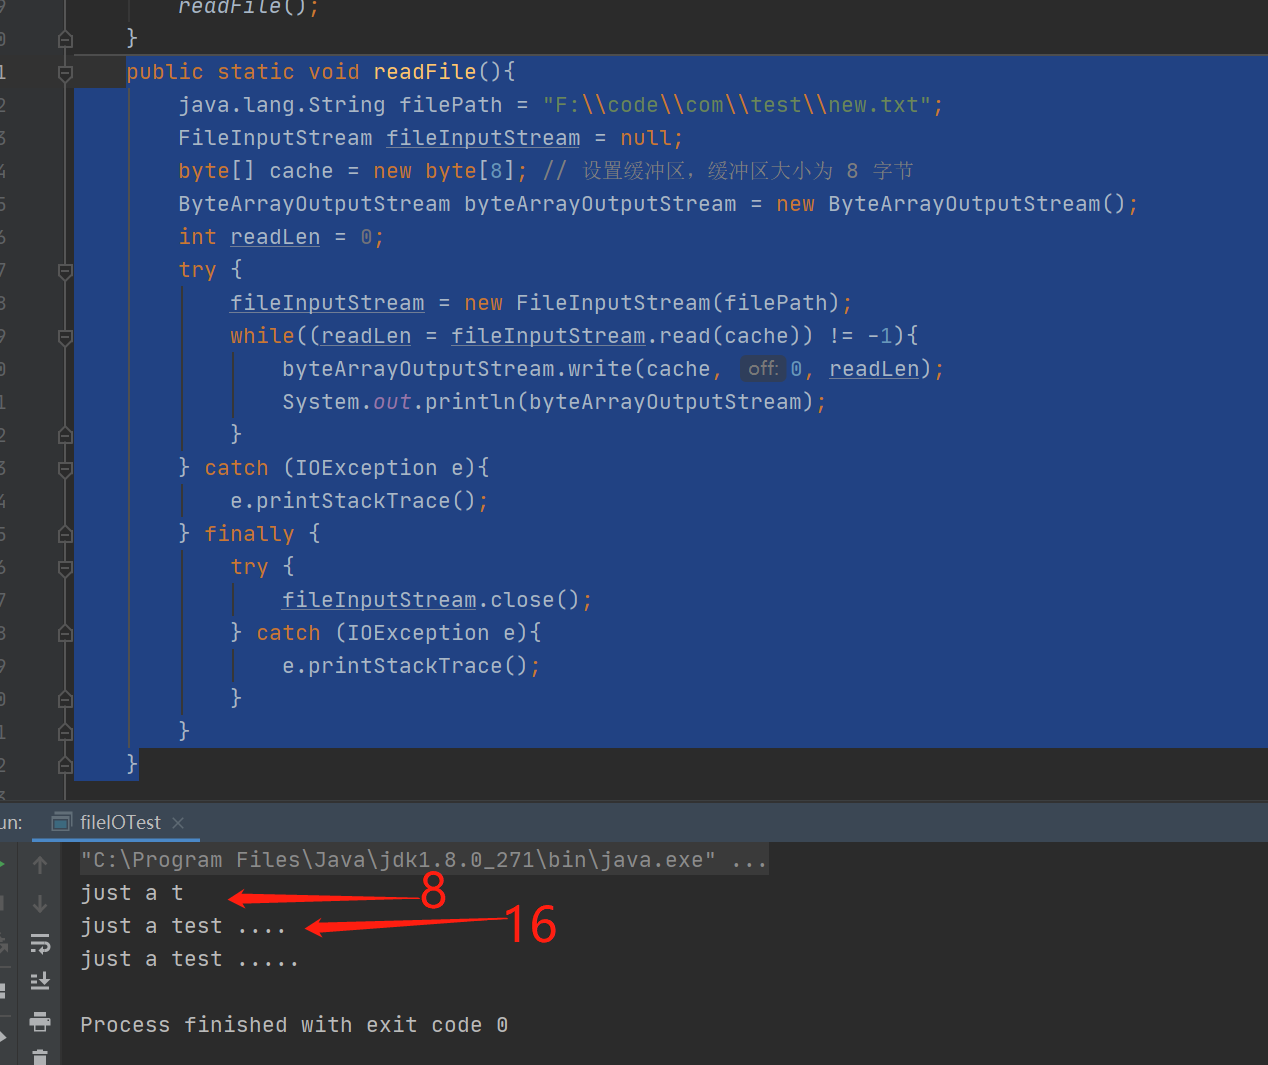 readFile();
}
public static void readFile(){
java.lang.String filePath = "F:\\code\\com\\test\\new.txt";
FileInputStream fileInputStream = null;
byte[] cache = new byte[8]; // 设置缓冲区，缓冲区大小为 8 字节
ByteArrayOutputStream byteArrayOutputStream = new ByteArrayOutputStream();
int readLen = 0;
try {
fileInputStream = new FileInputStream(filePath);
while((readLen = fileInputStream.read(cache)) != -1){
byteArrayOutputStream.write(cache, off: 0, readLen);
System.out.println(byteArrayOutputStream);
}
} catch (IOException e){
e.printStackTrace();
} finally {
try {
fileInputStream.close();
} catch (IOException e){
e.printStackTrace();
}
}
}
un: fileIOTest ×
"C:\Program Files\Java\jdk1.8.0_271\bin\java.exe" ...
just a t 8
just a test .... 16
just a test .....
Process finished with exit code 0